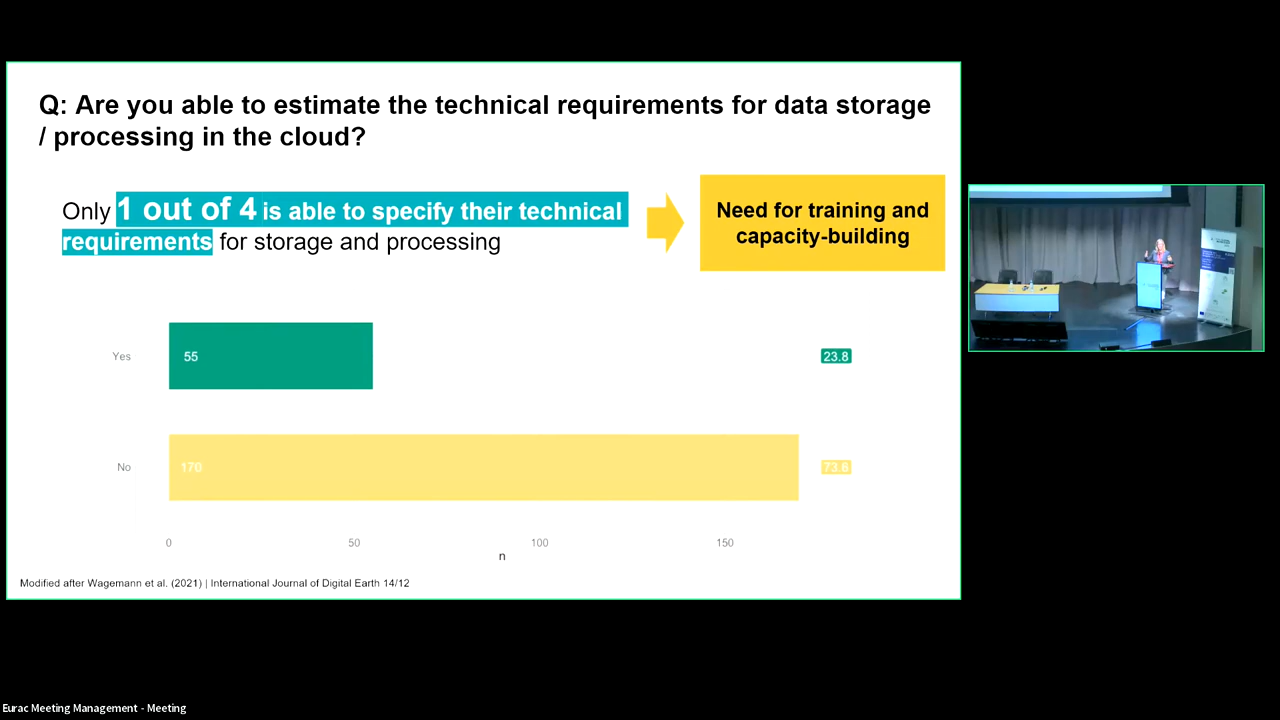 Q: Are you able to estimate the technical requirements for data storage
/ processing in the cloud?
Only 1 out of 4 is able to specify their technical
requirements for storage and processing
Need for training and
capacity-building
Yes
55
23.8
No
170
73.6
0
50
100
150
n
Modified after Wagemann et al. (2021) | International Journal of Digital Earth 14/12
Eurac Meeting Management - Meeting